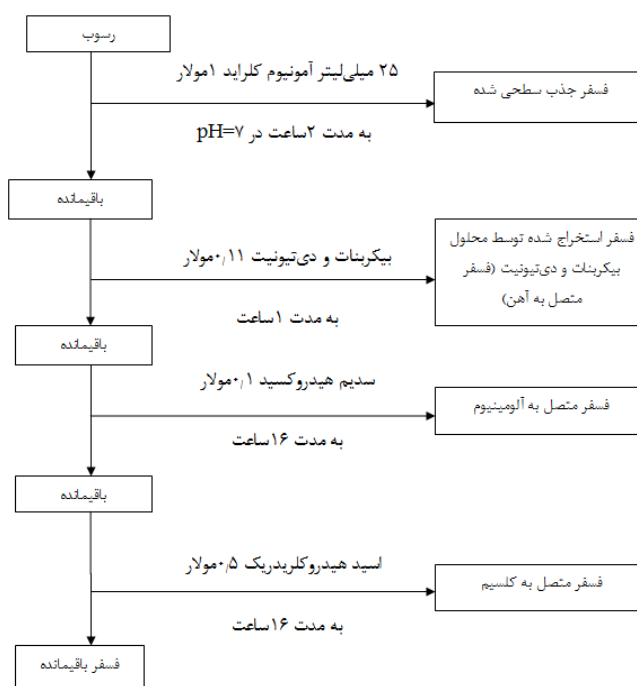 رسوب
۲۵ میلی‌لیتر آمونیوم کلراید ۱مولار
فسفر جذب سطحی شده
به مدت ۲ساعت در pH=۷
باقیمانده
بیکربنات و دی‌تیونیت ۰٫۱۱مولار
فسفر استخراج شده توسط محلول
بیکربنات و دی‌تیونیت (فسفر
متصل به آهن)
به مدت ۱ساعت
باقیمانده
سدیم هیدروکسید ۰٫۱مولار
فسفر متصل به آلومینیوم
به مدت ۱۶ساعت
باقیمانده
اسید هیدروکلریدریک ۰٫۵مولار
فسفر متصل به کلسیم
به مدت ۱۶ساعت
فسفر باقیمانده